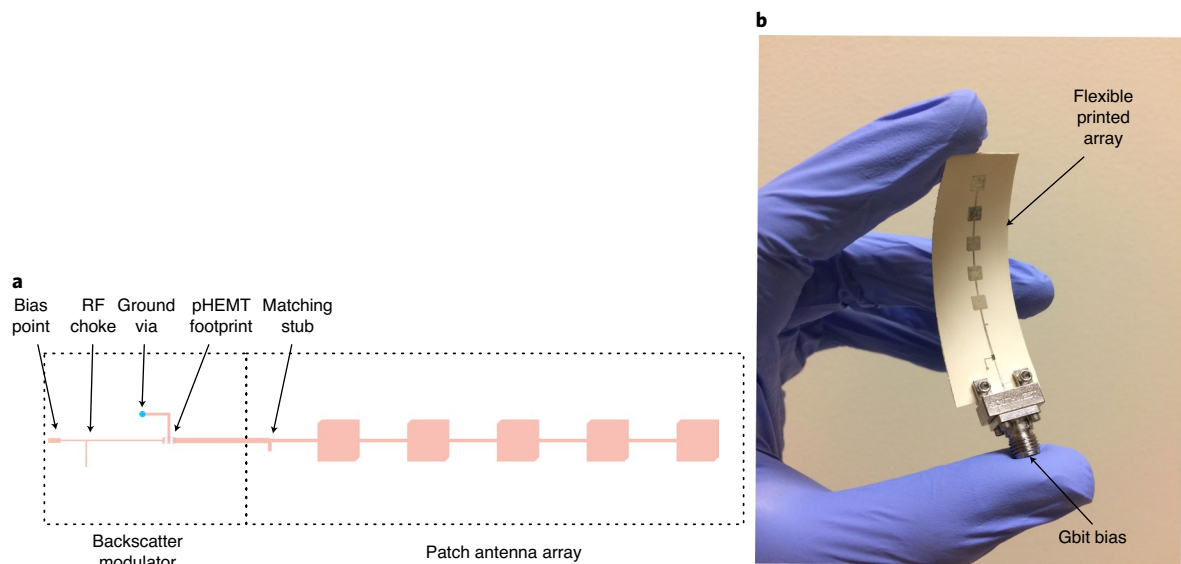 b
Flexible
printed
array
a
Bias
point
RF
choke
Ground
via
pHEMT
footprint
Matching
stub
Backscatter
modulator
Patch antenna array
Gbit bias